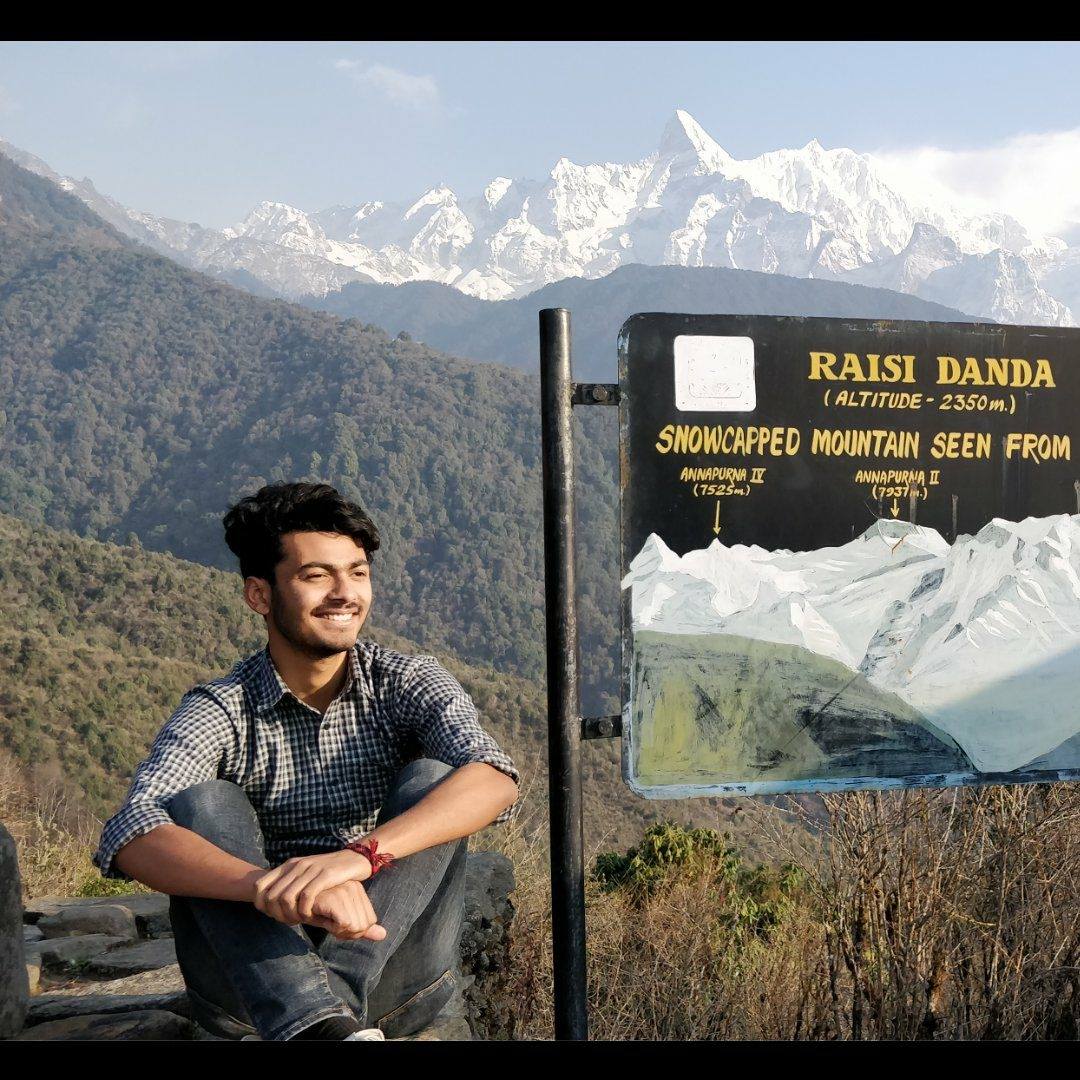 RAISI DANDA
(ALTITUDE - 2350m.)
SNOWCAPPED MOUNTAIN SEEN FROM
ANNAPURNA IV ANNAPURNA II
(7525m.) (7937m.)